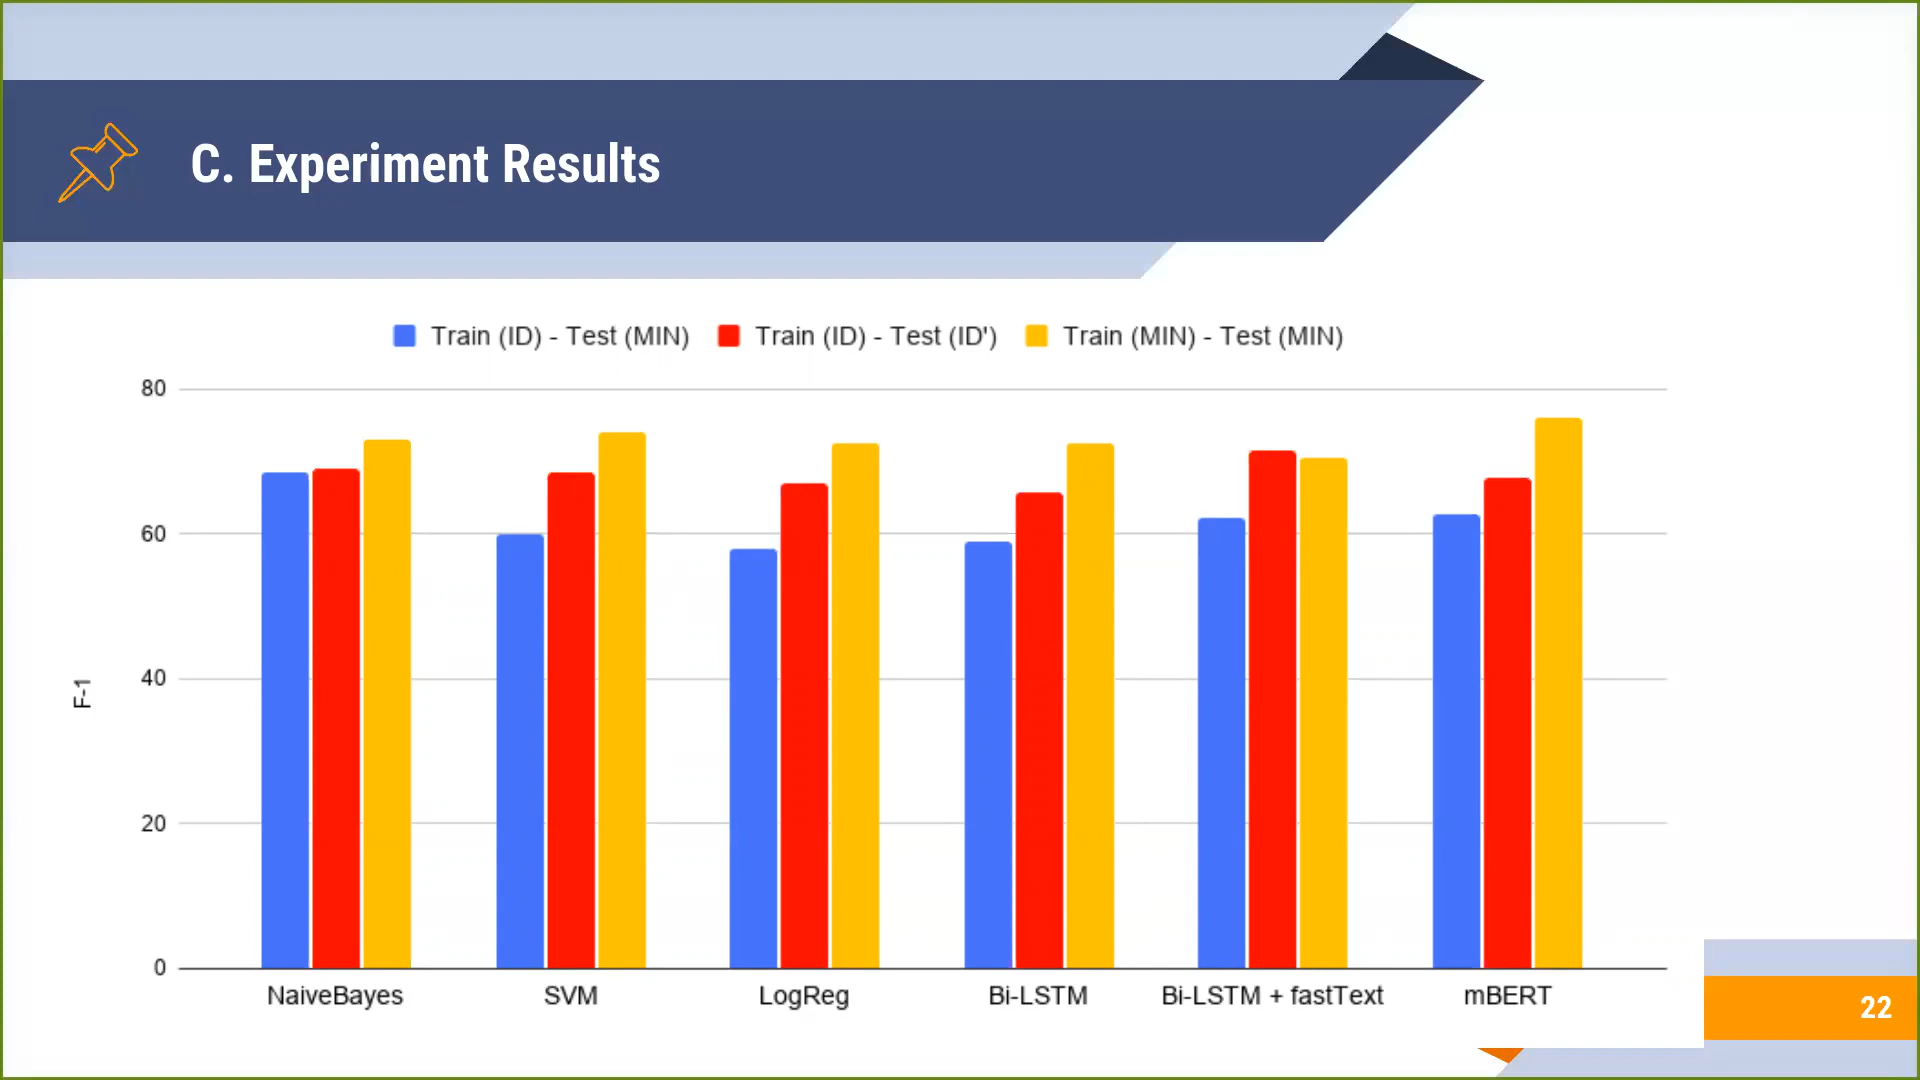 C. Experiment Results
Train (ID) - Test (MIN) Train (ID) - Test (ID') Train (MIN) - Test (MIN)
80
60
40
20
0
F-1
NaiveBayes SVM LogReg Bi-LSTM Bi-LSTM + fastText mBERT
22